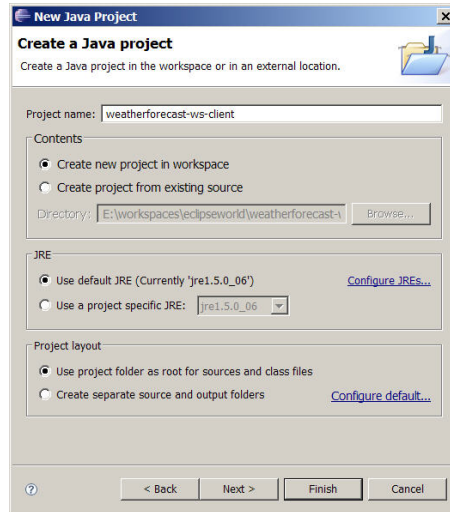 New Java Project
Create a Java project
Create a Java project in the workspace or in an external location.
Project name: weatherforecast-ws-client
Contents
Create new project in workspace
Create project from existing source
Directory: E:\workspaces\eclipseworld\weatherforecast-v Browse...
JRE
Use default JRE (Currently 'jre1.5.0_06') Configure JREs...
Use a project specific JRE: jre1.5.0_06
Project layout
Use project folder as root for sources and class files
Create separate source and output folders Configure default...
? < Back Next > Finish Cancel